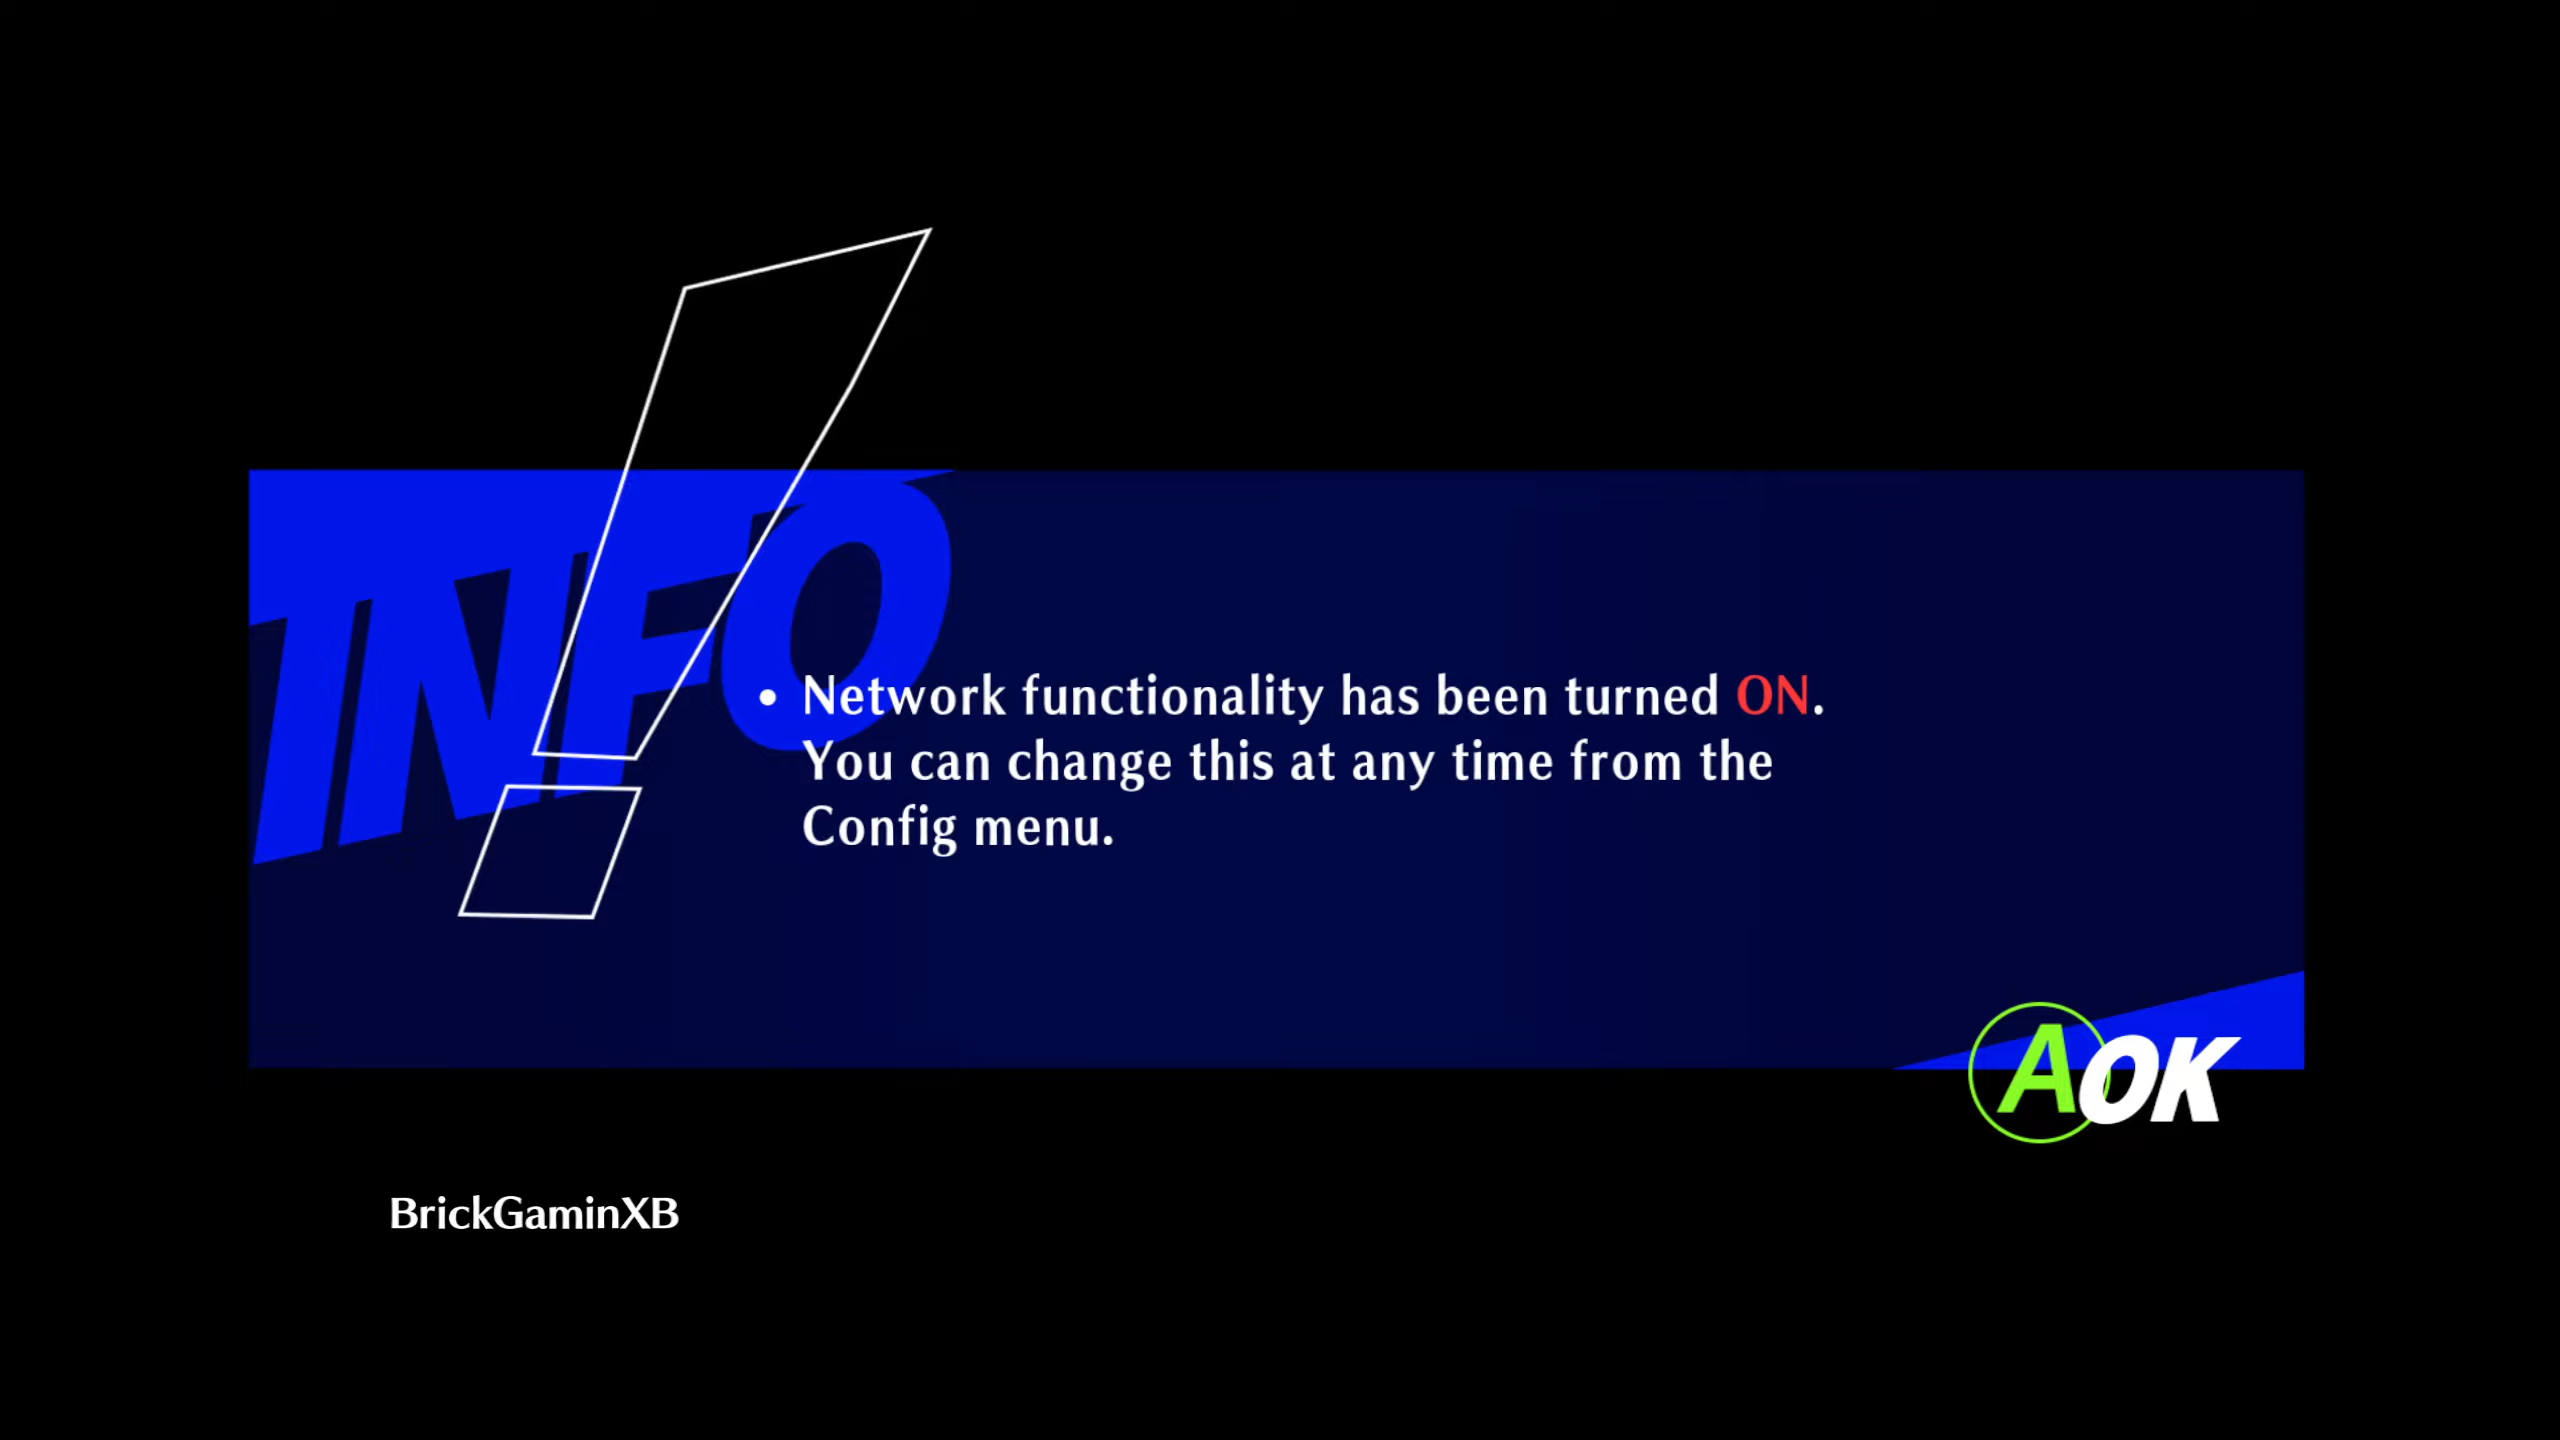 INFO
• Network functionality has been turned ON.
You can change this at any time from the
Config menu.
A OK
BrickGaminXB